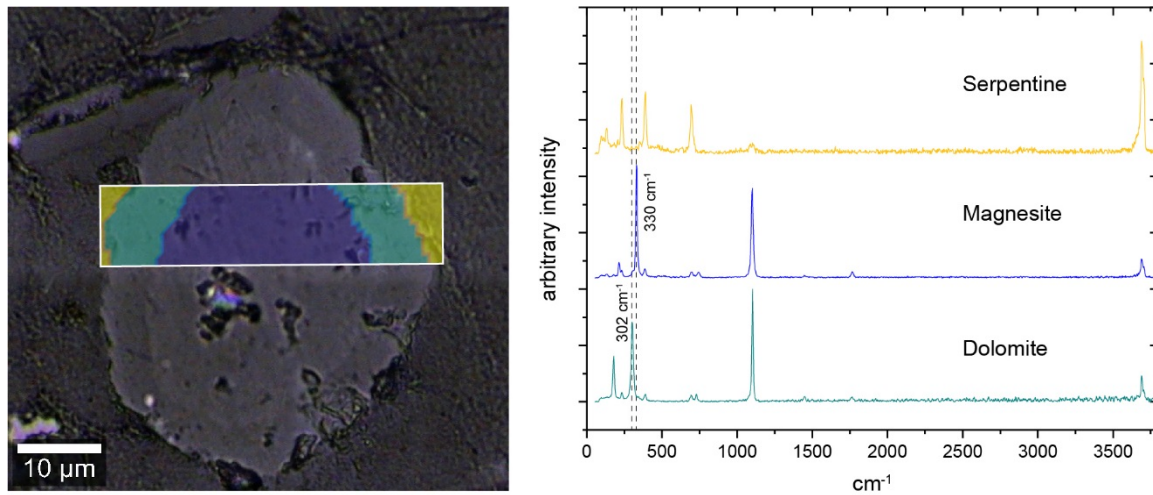 10 µm
arbitrary intensity
Serpentine
330 cm⁻¹
Magnesite
302 cm⁻¹
Dolomite
0 500 1000 1500 2000 2500 3000 3500
cm⁻¹